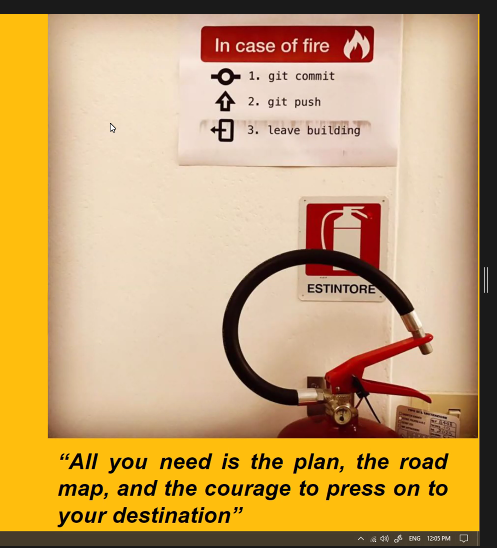 In case of fire
1. git commit
2. git push
3. leave building
ESTINTORE
“All you need is the plan, the road
map, and the courage to press on to
your destination”
ENG 12:05 PM